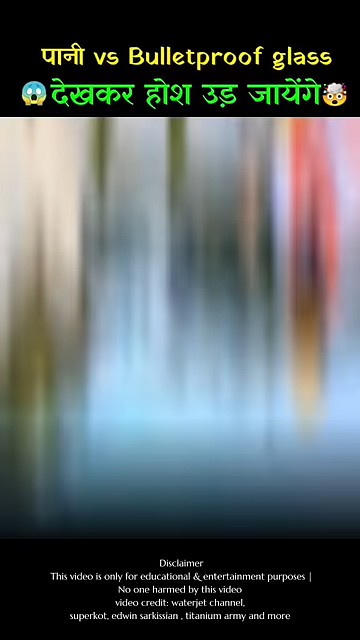 पानी vs Bulletproof glass
😱देखकर होश उड़ जायेंगे🤯
Disclaimer
This video is only for educational & entertainment purposes |
No one harmed by this video
video credit: waterjet channel,
superkot, edwin sarkissian , titanium army and more